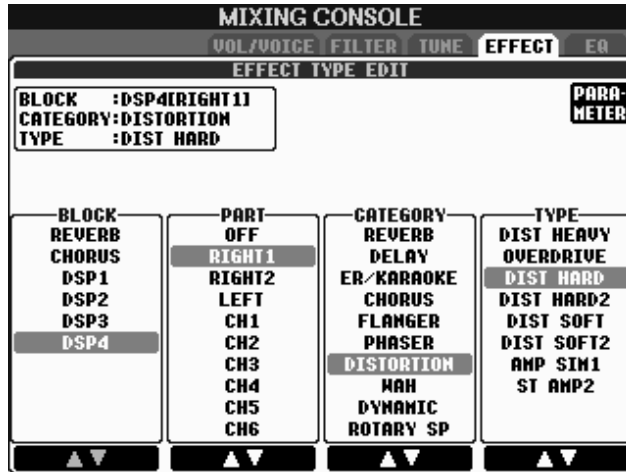 MIXING CONSOLE
VOL/VOICE FILTER TUNE EFFECT EQ
EFFECT TYPE EDIT
BLOCK :DSP4[RIGHT1]
CATEGORY:DISTORTION
TYPE :DIST HARD
PARA-
METER
BLOCK
REVERB
CHORUS
DSP1
DSP2
DSP3
DSP4
PART
OFF
RIGHT1
RIGHT2
LEFT
CH1
CH2
CH3
CH4
CH5
CH6
CATEGORY
REVERB
DELAY
ER/KARAOKE
CHORUS
FLANGER
PHASER
DISTORTION
WAH
DYNAMIC
ROTARY SP
TYPE
DIST HEAVY
OVERDRIVE
DIST HARD
DIST HARD2
DIST SOFT
DIST SOFT2
AMP SIM1
ST AMP2